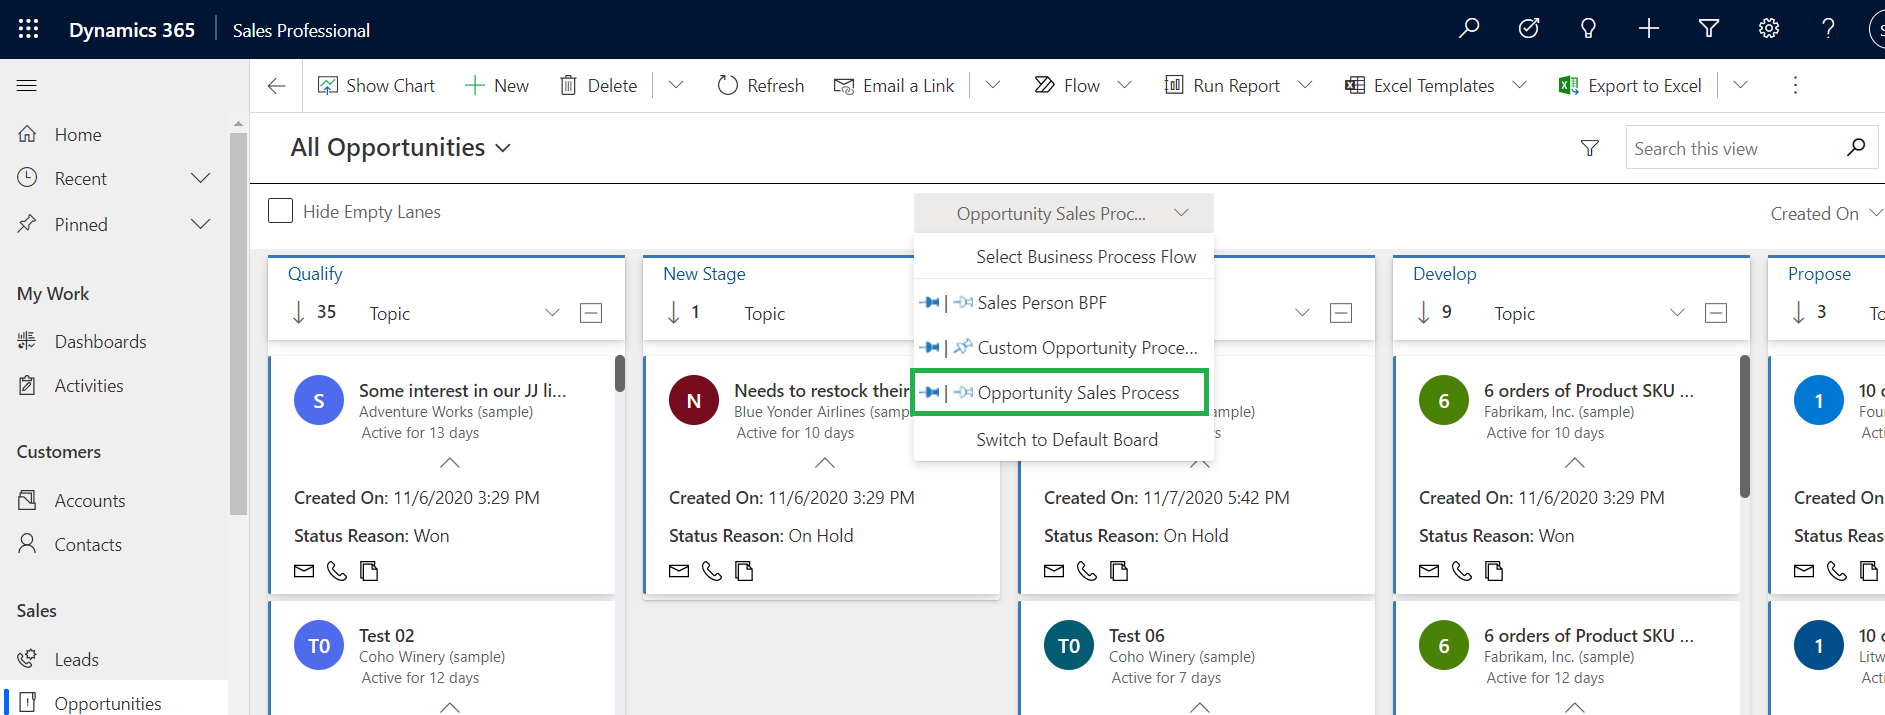 Dynamics 365 Sales Professional
Show Chart New Delete Refresh Email a Link Flow Run Report Excel Templates Export to Excel
Home
Recent
Pinned
My Work
Dashboards
Activities
Customers
Accounts
Contacts
Sales
Leads
Opportunities
All Opportunities
Search this view
Hide Empty Lanes
Opportunity Sales Proc...
Created On
Select Business Process Flow
Sales Person BPF
Custom Opportunity Proce...
Opportunity Sales Process
Switch to Default Board
Qualify
35 Topic
S
Some interest in our JJ li...
Adventure Works (sample)
Active for 13 days
Created On: 11/6/2020 3:29 PM
Status Reason: Won
T0
Test 02
Coho Winery (sample)
Active for 12 days
New Stage
1 Topic
N
Needs to restock their
Blue Yonder Airlines (samp
Active for 10 days
Created On: 11/6/2020 3:29 PM
Status Reason: On Hold
ample)
s
Created On: 11/7/2020 5:42 PM
Status Reason: On Hold
T0
Test 06
Coho Winery (sample)
Active for 7 days
Develop
9 Topic
6
6 orders of Product SKU ...
Fabrikam, Inc. (sample)
Active for 10 days
Created On: 11/6/2020 3:29 PM
Status Reason: Won
6
6 orders of Product SKU ...
Fabrikam, Inc. (sample)
Active for 12 days
Propose
3 To
1
10 o
Four
Acti
Created On
Status Reas
1
10 o
Litw
Acti